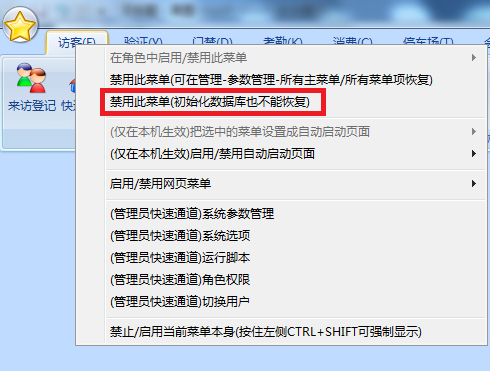 访客(F) 验证(V) 门禁(D) 考勤(K) 消费(C) 停车场(T)
来访登记 快
在角色中启用/禁用此菜单
禁用此菜单(可在管理-参数管理-所有主菜单/所有菜单项恢复)
禁用此菜单(初始化数据库也不能恢复)
(仅在本机生效)把选中的菜单设置成自动启动页面
(仅在本机生效)启用/禁用自动启动页面
启用/禁用网页菜单
(管理员快速通道)系统参数管理
(管理员快速通道)系统选项
(管理员快速通道)运行脚本
(管理员快速通道)角色权限
(管理员快速通道)切换用户
禁止/启用当前菜单本身(按住左侧CTRL+SHIFT可强制显示)